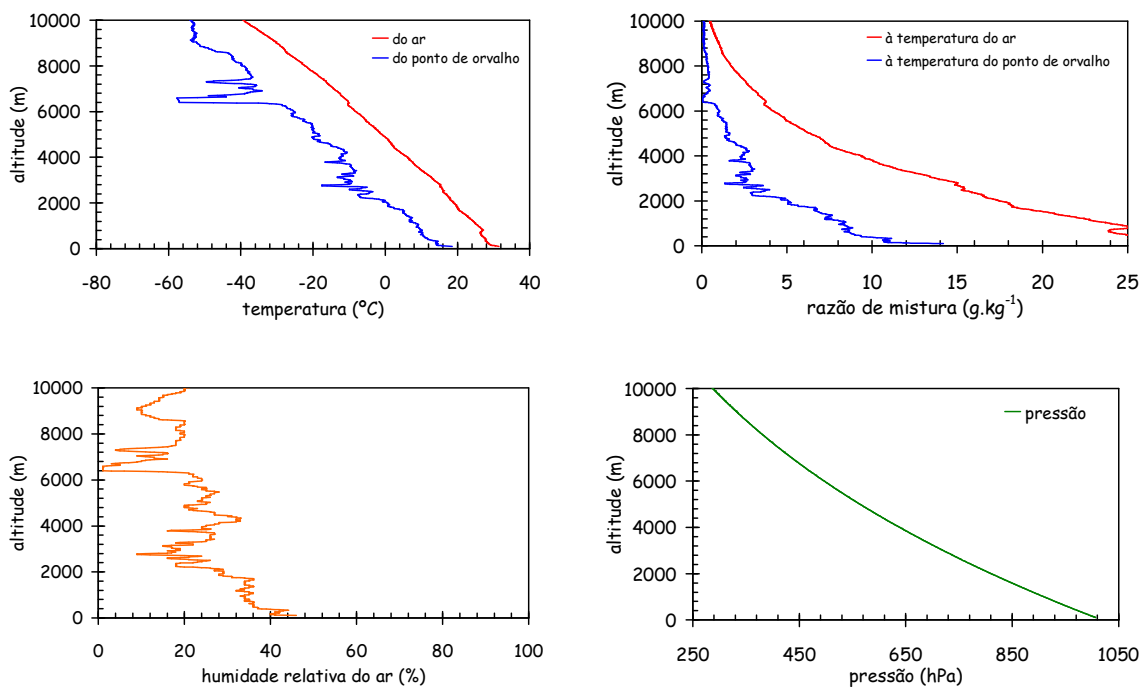 10000
8000
6000
4000
2000
0
altitude (m)
-80 -60 -40 -20 0 20 40
temperatura (ºC)
do ar
do ponto de orvalho
10000
8000
6000
4000
2000
0
altitude (m)
0 5 10 15 20 25
razão de mistura (g.kg⁻¹)
à temperatura do ar
à temperatura do ponto de orvalho
10000
8000
6000
4000
2000
0
altitude (m)
0 20 40 60 80 100
humidade relativa do ar (%)
10000
8000
6000
4000
2000
0
altitude (m)
250 450 650 850 1050
pressão (hPa)
pressão